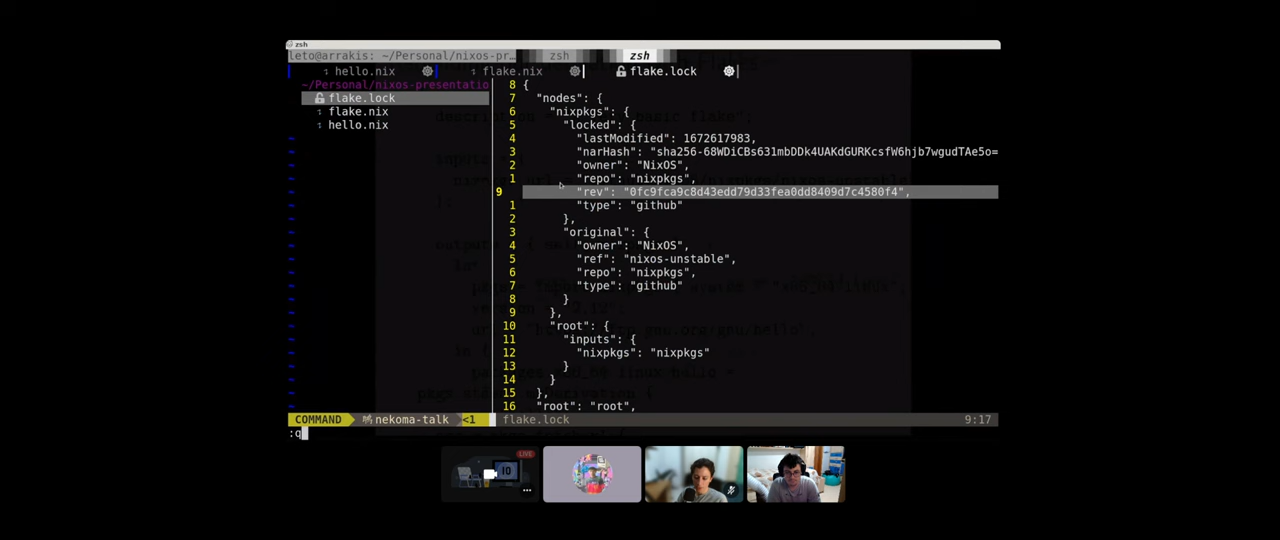 zsh
leto@arrakis: ~/Personal/nixos-pr… zsh zsh
hello.nix flake.nix flake.lock
~/Personal/nixos-presentatio
flake.lock
flake.nix
hello.nix
8 {
7 "nodes": {
6 "nixpkgs": {
5 "locked": {
4 "lastModified": 1672617983,
3 "narHash": "sha256-68WDiCBs631mbDDk4UAKdGURKcsfW6hjb7wgudTAe5o=
2 "owner": "NixOS",
1 "repo": "nixpkgs",
9 "rev": "0fc9fca9c8d43edd79d33fea0dd8409d7c4580f4",
1 "type": "github"
2 },
3 "original": {
4 "owner": "NixOS",
5 "ref": "nixos-unstable",
6 "repo": "nixpkgs",
7 "type": "github"
8 }
9 },
10 "root": {
11 "inputs": {
12 "nixpkgs": "nixpkgs"
13 }
14 }
15 },
16 "root": "root",
COMMAND nekoma-talk <1 flake.lock 9:17
:q
LIVE